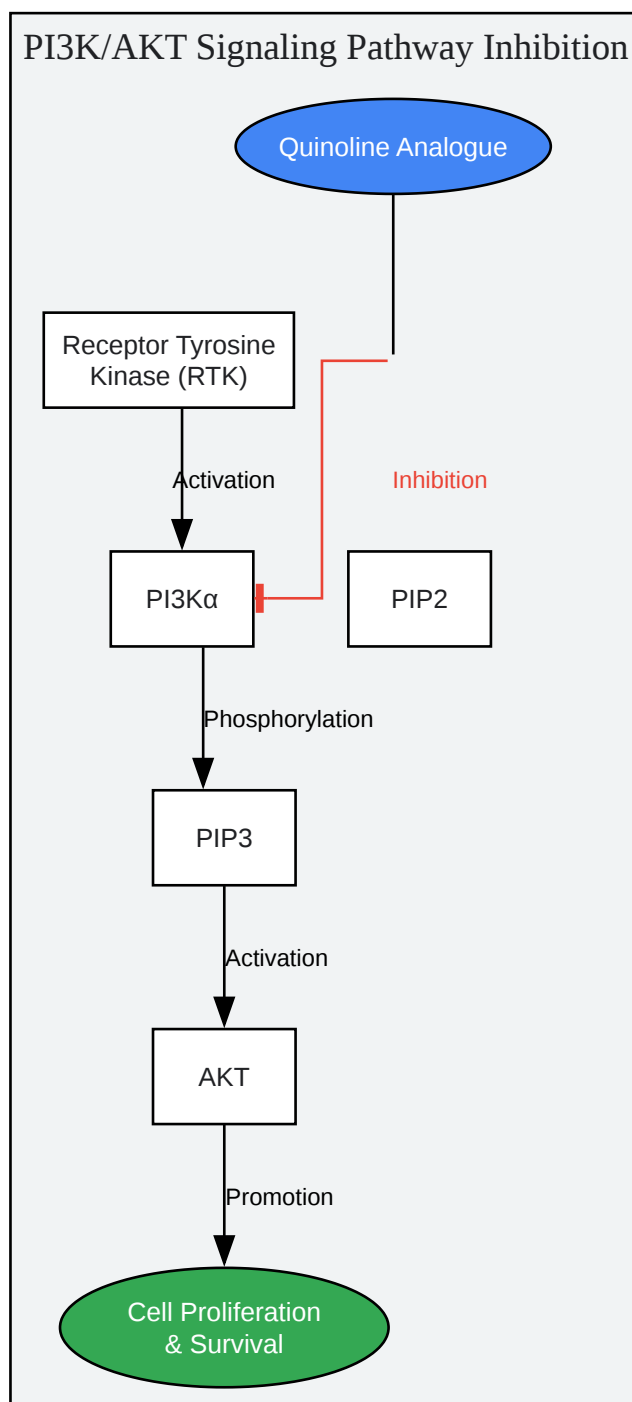 PI3K/AKT Signaling Pathway Inhibition
Quinoline Analogue
Receptor Tyrosine
Kinase (RTK)
Activation
Inhibition
PI3Kα
PIP2
Phosphorylation
PIP3
Activation
AKT
Promotion
Cell Proliferation
& Survival